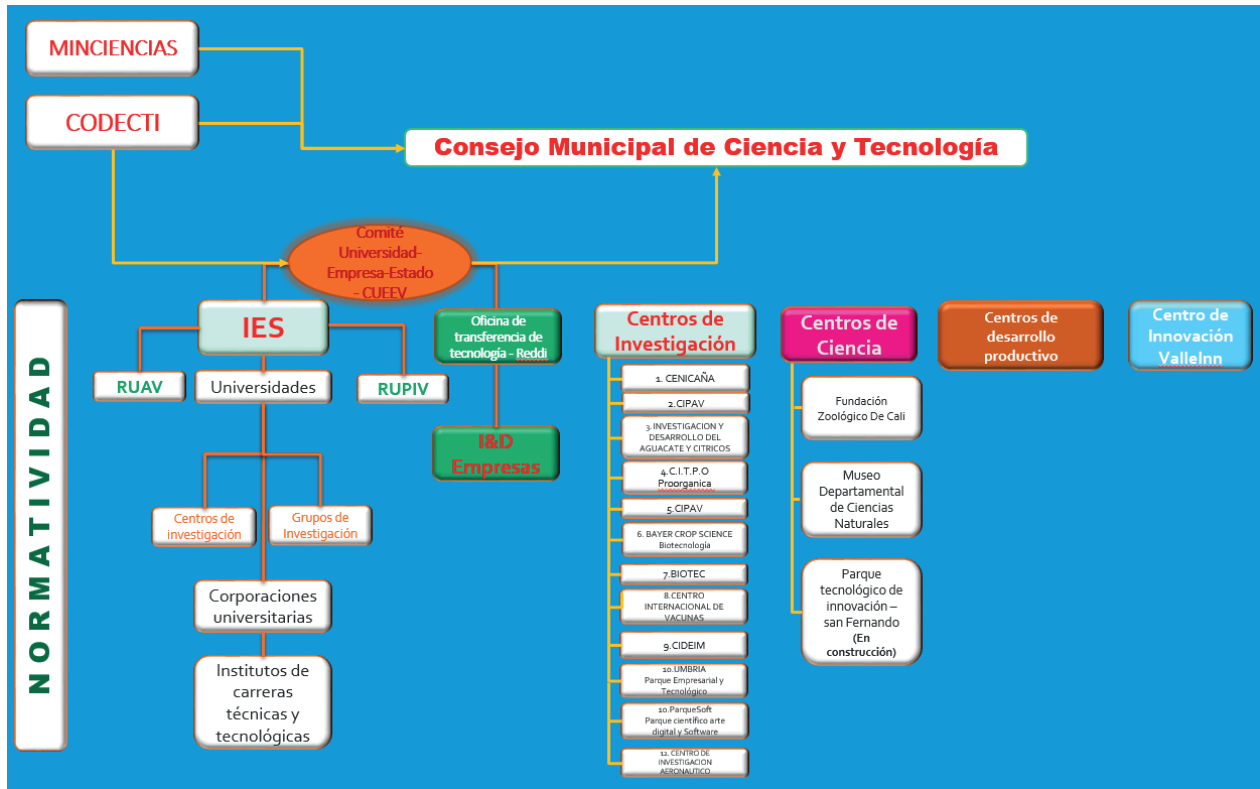 MINCIENCIAS
CODECTI
Consejo Municipal de Ciencia y Tecnología
Comité
Universidad-
Empresa-Estado
- CUEEV
NORMATIVIDAD
IES
RUAV
Universidades
RUPIV
Centros de
investigación
Grupos de
Investigación
Corporaciones
universitarias
Institutos de
carreras
técnicas y
tecnológicas
Oficina de
transferencia de
tecnología - Reddi
I&D
Empresas
Centros de
Investigación
1. CENICAÑA
2.CIPAV
3.INVESTIGACION Y
DESARROLLO DEL
AGUACATE Y CITRICOS
4.C.I.T.P.O
Proorganica
5.CIPAV
6. BAYER CROP SCIENCE
Biotecnología
7.BIOTEC
8.CENTRO
INTERNACIONAL DE
VACUNAS
9.CIDEIM
10.UMBRIA
Parque Empresarial y
Tecnológico
10.ParqueSoft
Parque científico arte
digital y Software
12. CENTRO DE
INVESTIGACION
AERONAUTICO
Centros de
Ciencia
Fundación
Zoológico De Cali
Museo
Departamental
de Ciencias
Naturales
Parque
tecnológico de
innovación –
san Fernando
(En
construcción)
Centros de
desarrollo
productivo
Centro de
Innovación
ValleInn